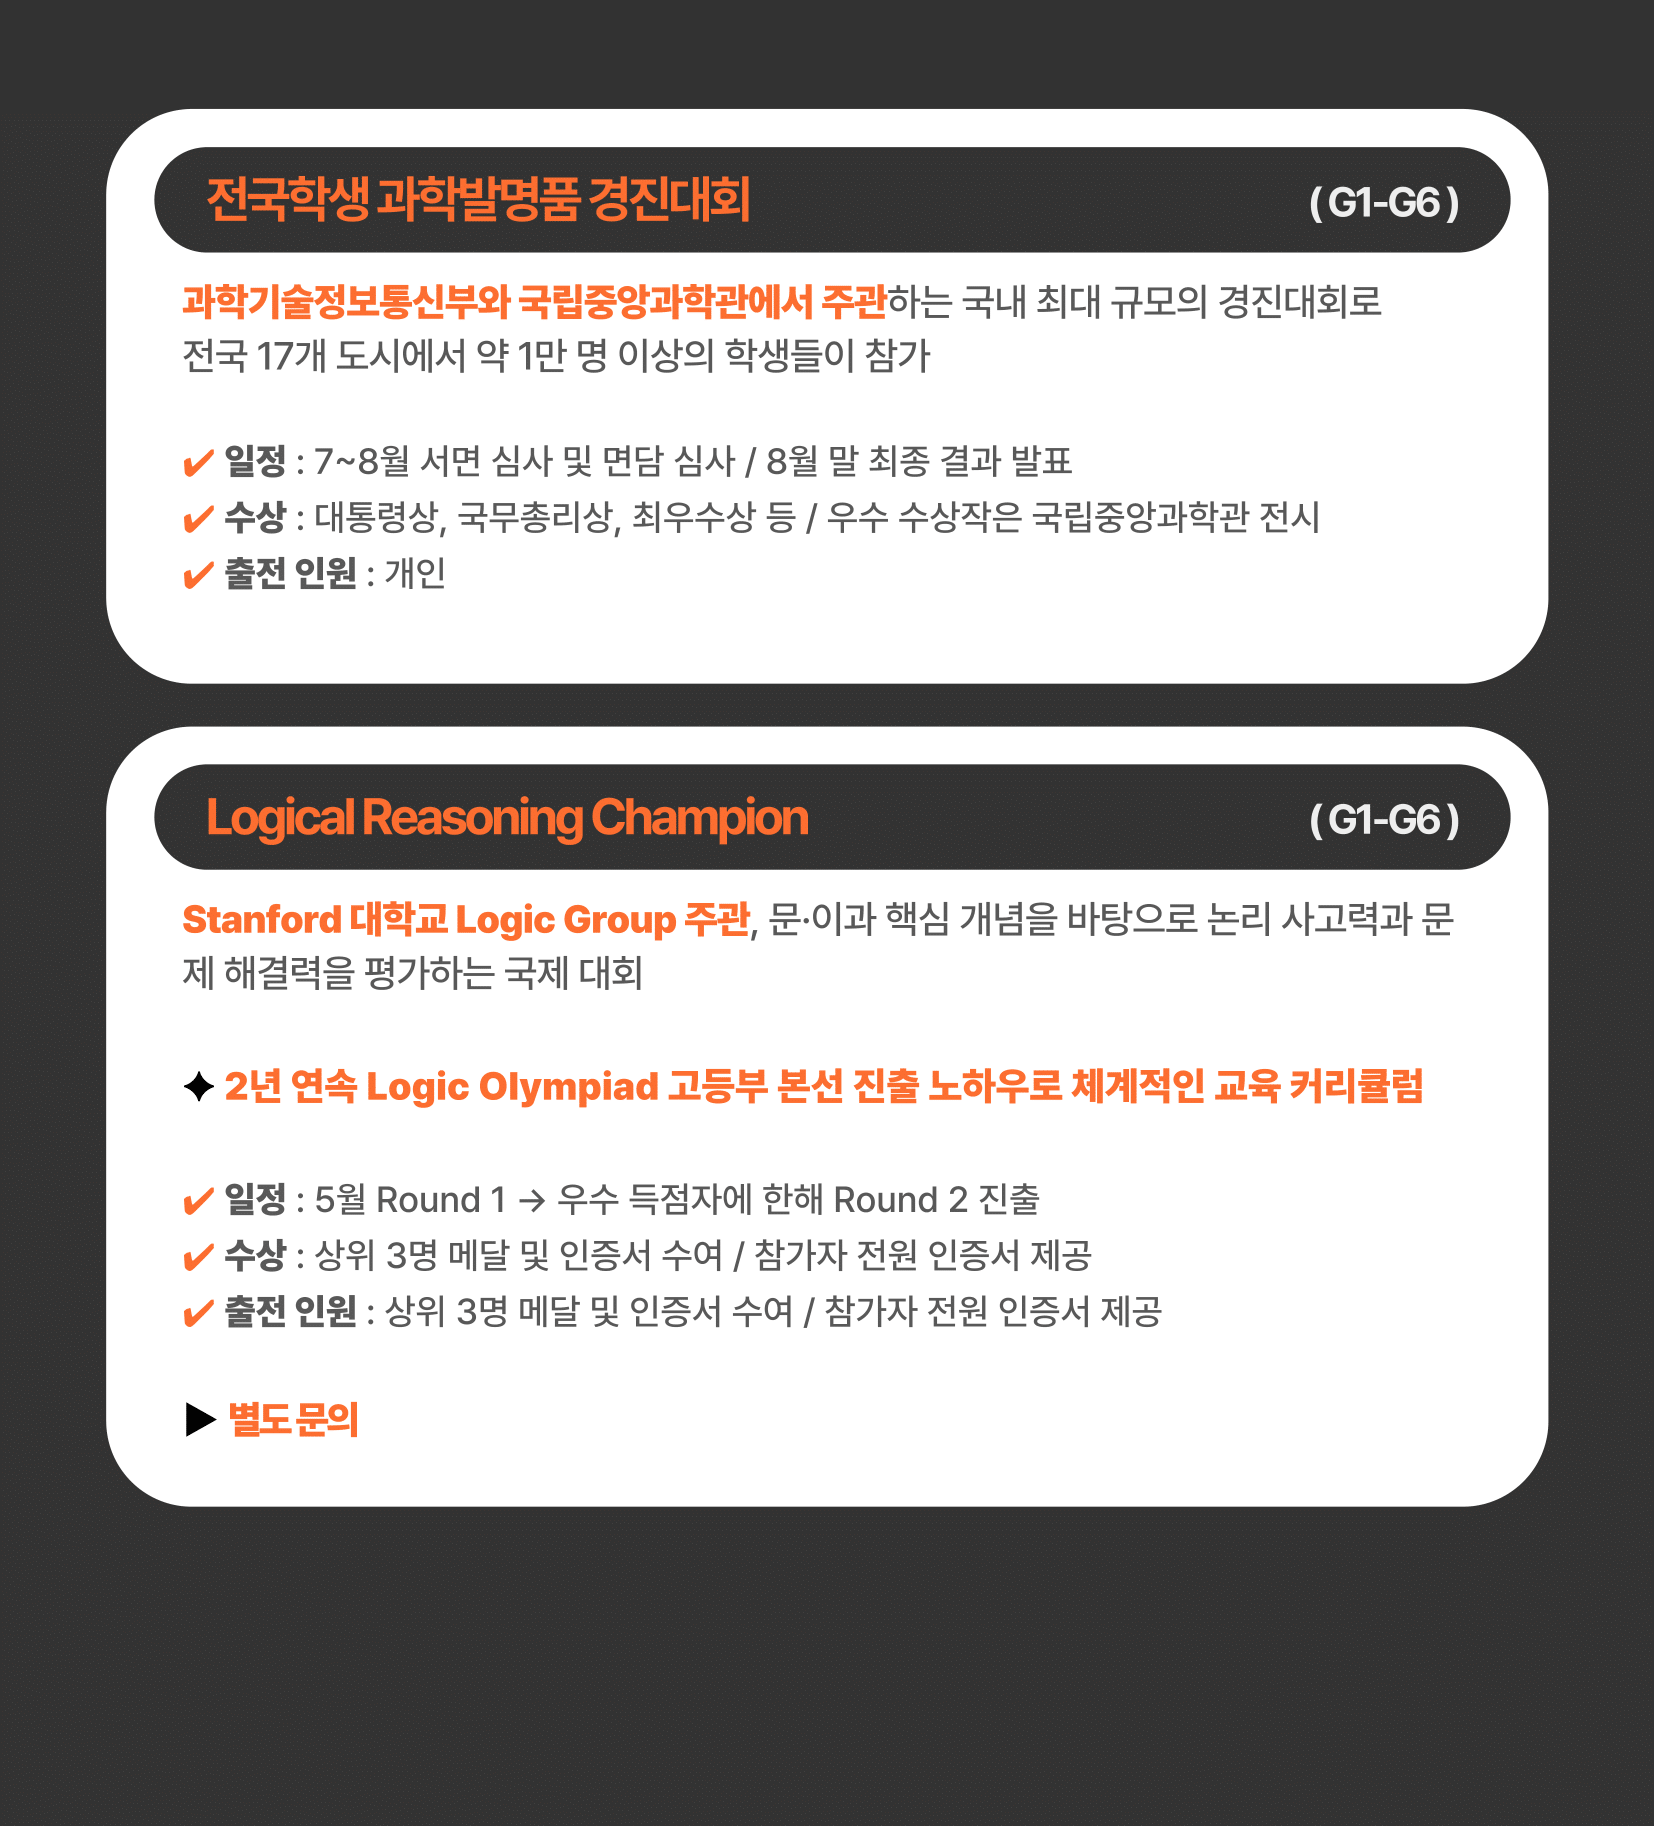 전국학생 과학발명품 경진대회 (G1-G6)
과학기술정보통신부와 국립중앙과학관에서 주관하는 국내 최대 규모의 경진대회로
전국 17개 도시에서 약 1만 명 이상의 학생들이 참가
✔ 일정 : 7~8월 서면 심사 및 면담 심사 / 8월 말 최종 결과 발표
✔ 수상 : 대통령상, 국무총리상, 최우수상 등 / 우수 수상작은 국립중앙과학관 전시
✔ 출전 인원 : 개인
Logical Reasoning Champion (G1-G6)
Stanford 대학교 Logic Group 주관, 문·이과 핵심 개념을 바탕으로 논리 사고력과 문
제 해결력을 평가하는 국제 대회
✦ 2년 연속 Logic Olympiad 고등부 본선 진출 노하우로 체계적인 교육 커리큘럼
✔ 일정 : 5월 Round 1 → 우수 득점자에 한해 Round 2 진출
✔ 수상 : 상위 3명 메달 및 인증서 수여 / 참가자 전원 인증서 제공
✔ 출전 인원 : 상위 3명 메달 및 인증서 수여 / 참가자 전원 인증서 제공
▶ 별도 문의